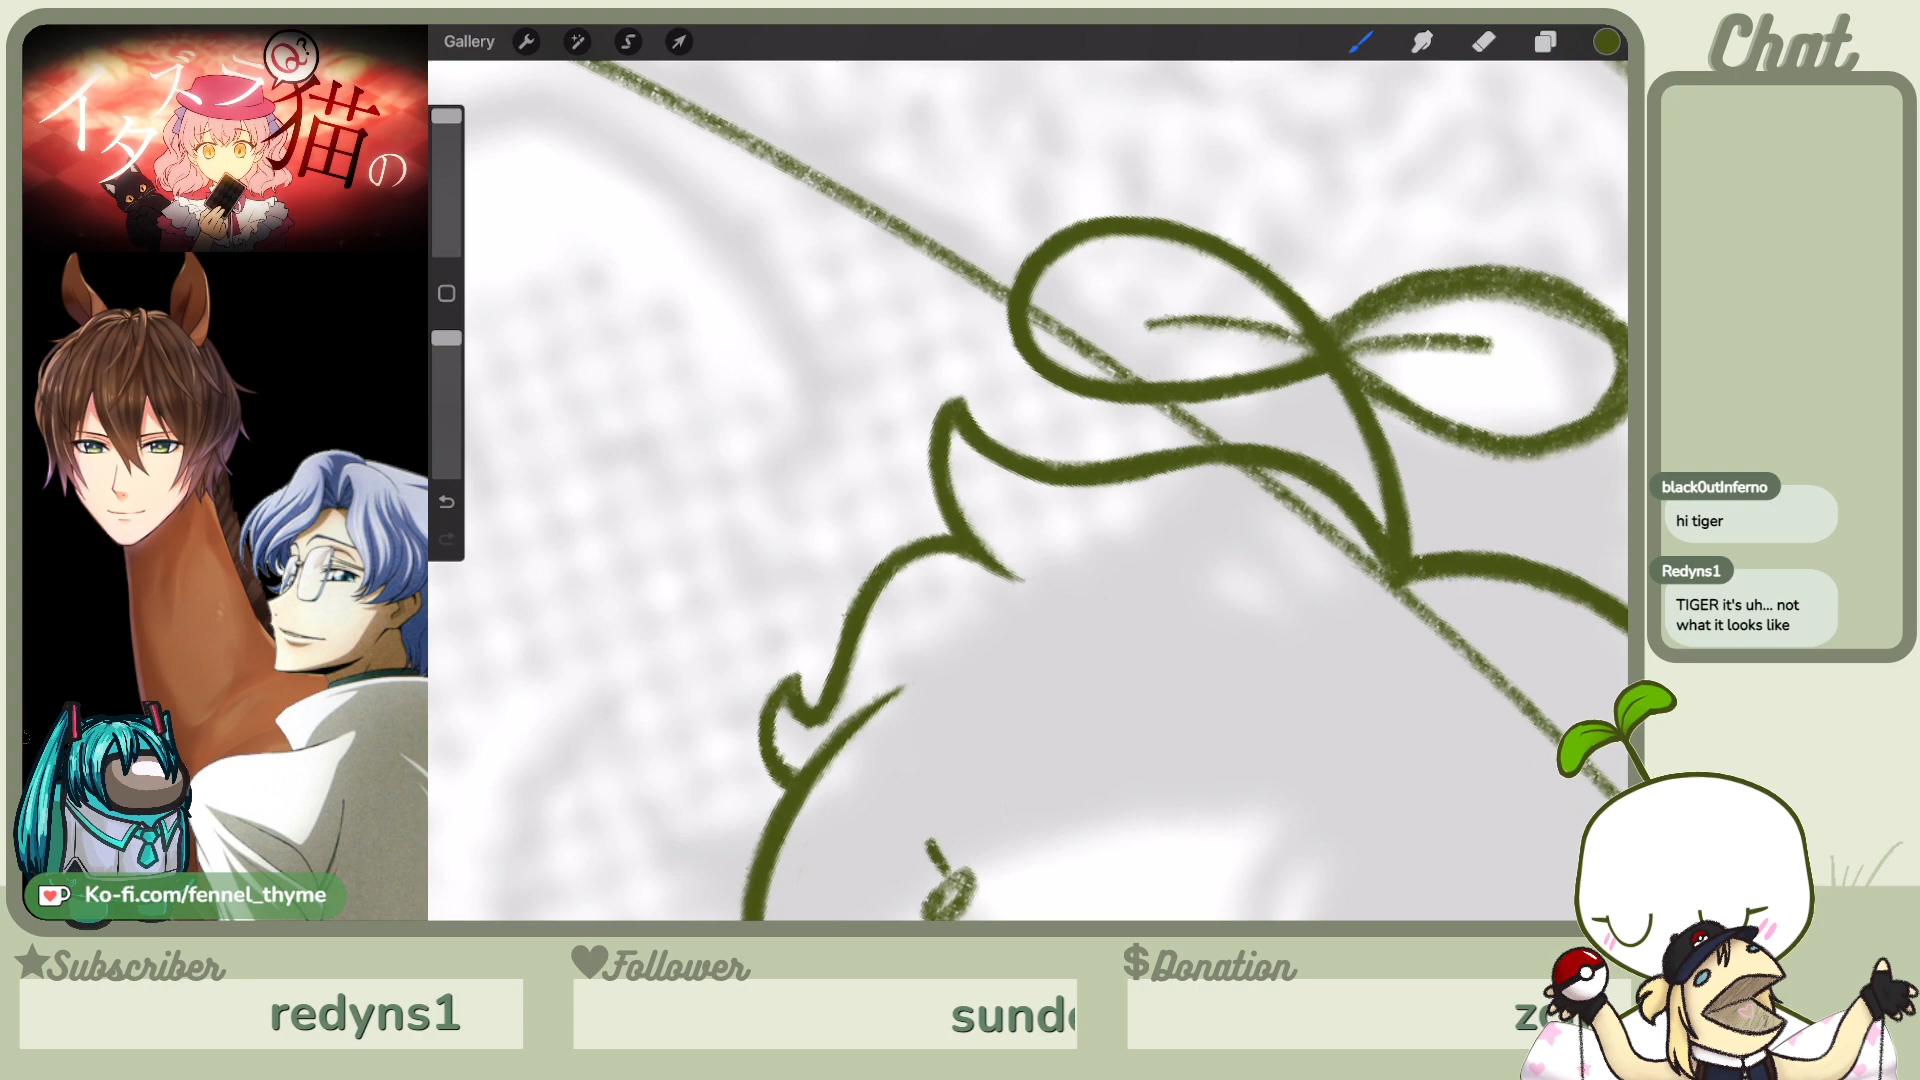 Gallery
Chat
Q?
イタズラ猫の
black0utInferno
hi tiger
Redyns1
TIGER it's uh... not
what it looks like
Ko-fi.com/fennel_thyme
Subscriber
Follower
$Donation
redyns1